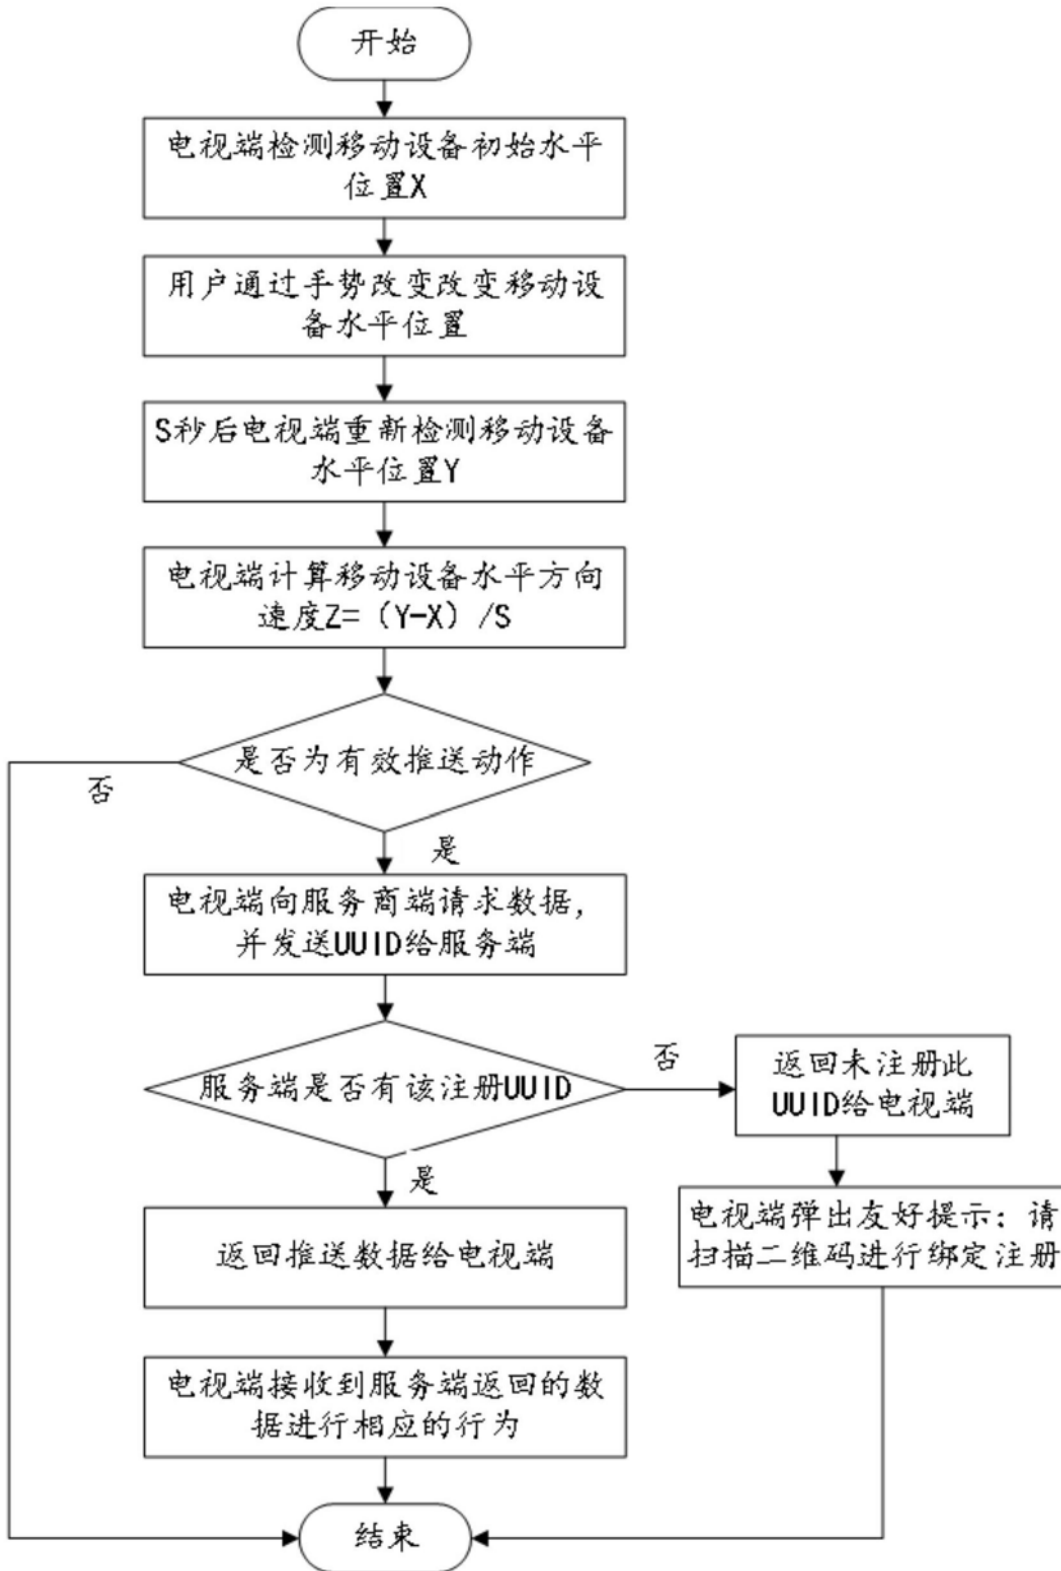 开始
电视端检测移动设备初始水平
位置X
用户通过手势改变改变移动设
备水平位置
S秒后电视端重新检测移动设备
水平位置Y
电视端计算移动设备水平方向
速度Z=（Y-X）/S
是否为有效推送动作
否
是
电视端向服务商端请求数据，
并发送UUID给服务端
服务端是否有该注册UUID
否
返回未注册此
UUID给电视端
是
电视端弹出友好提示：请
扫描二维码进行绑定注册
返回推送数据给电视端
电视端接收到服务端返回的数
据进行相应的行为
结束